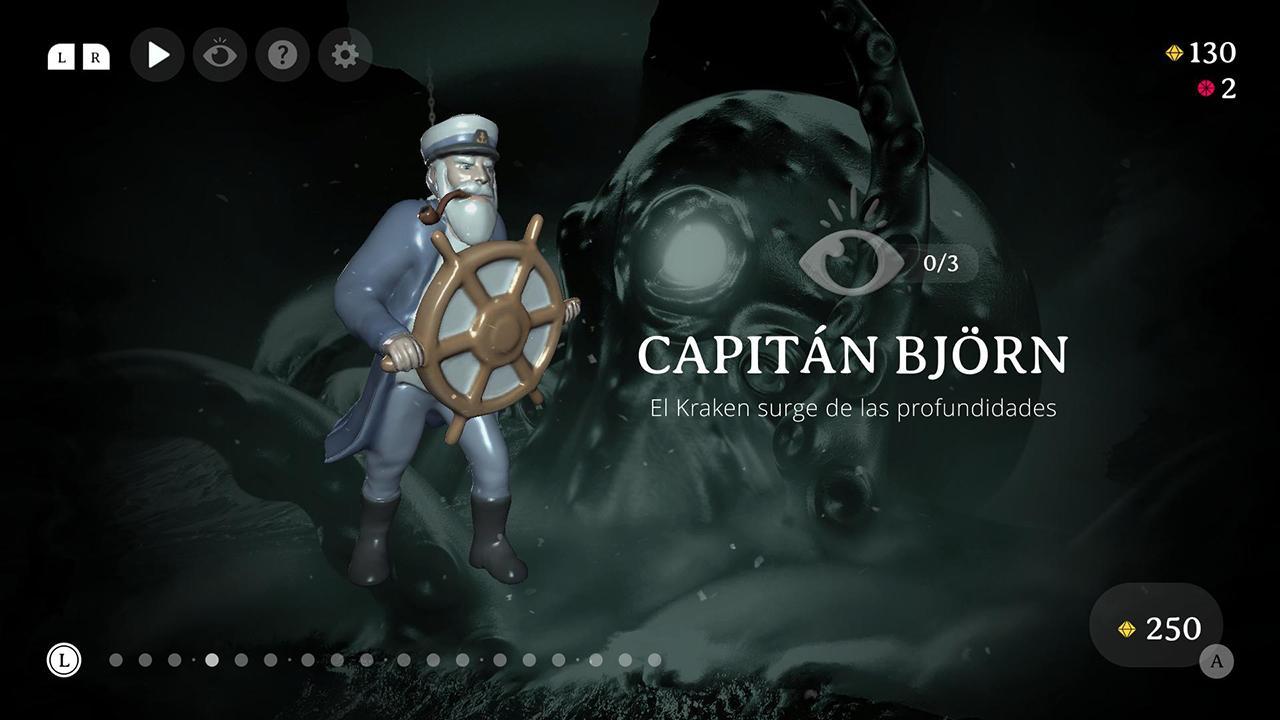 L R ?
130
2
0/3
CAPITÁN BJÖRN
El Kraken surge de las profundidades
250
L
A